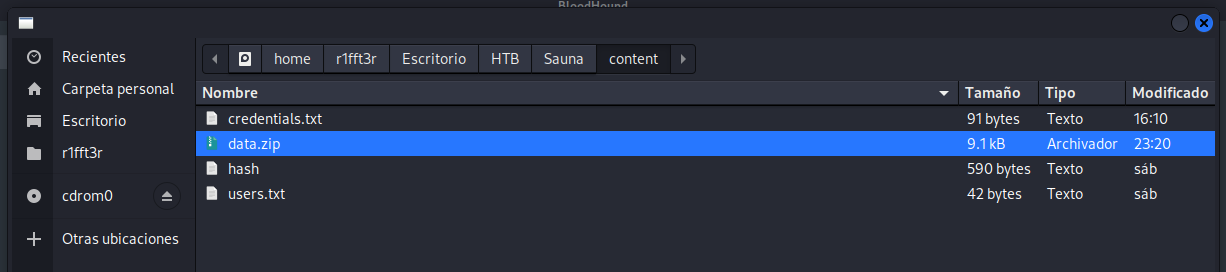 BloodHound
Recientes
home r1fft3r Escritorio HTB Sauna content
Carpeta personal
Nombre Tamaño Tipo Modificado
Escritorio
credentials.txt 91 bytes Texto 16:10
data.zip 9.1 kB Archivador 23:20
r1fft3r
hash 590 bytes Texto sáb
cdrom0
users.txt 42 bytes Texto sáb
Otras ubicaciones